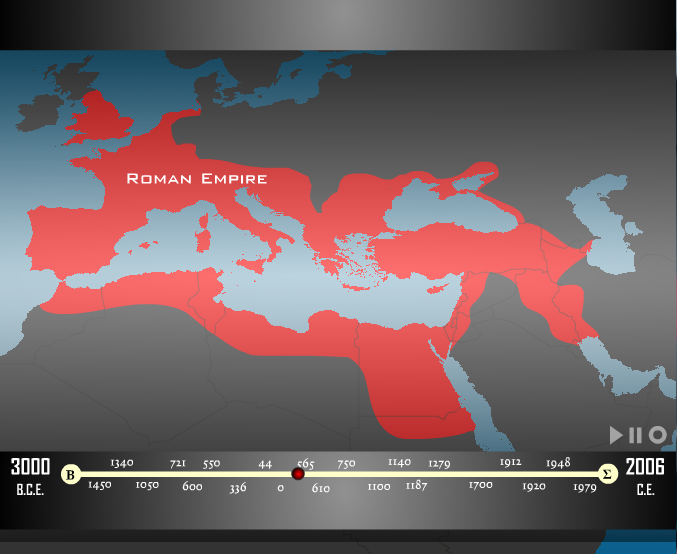 Roman Empire
1340 721 550 44 565 750 1140 1279 1912 1948
3000 B Σ 2006
B.C.E. C.E.
1450 1050 600 336 0 610 1100 1187 1700 1920 1979